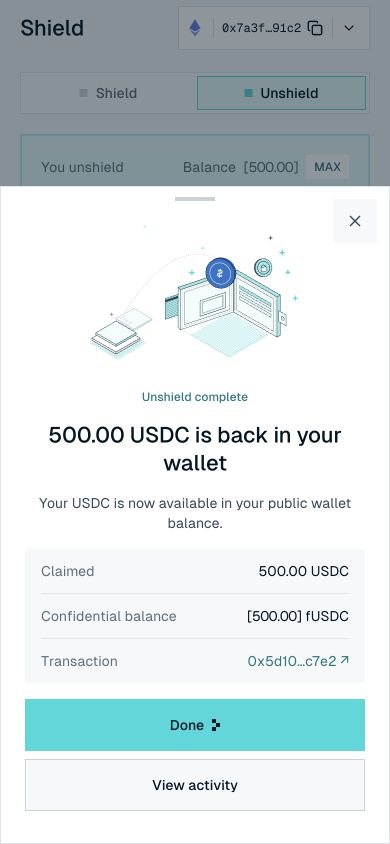 Shield
0x7a3f…91c2
Shield
Unshield
You unshield
Balance [500.00] MAX
Unshield complete
500.00 USDC is back in your
wallet
Your USDC is now available in your public wallet
balance.
Claimed 500.00 USDC
Confidential balance [500.00] fUSDC
Transaction 0x5d10…c7e2
Done
View activity